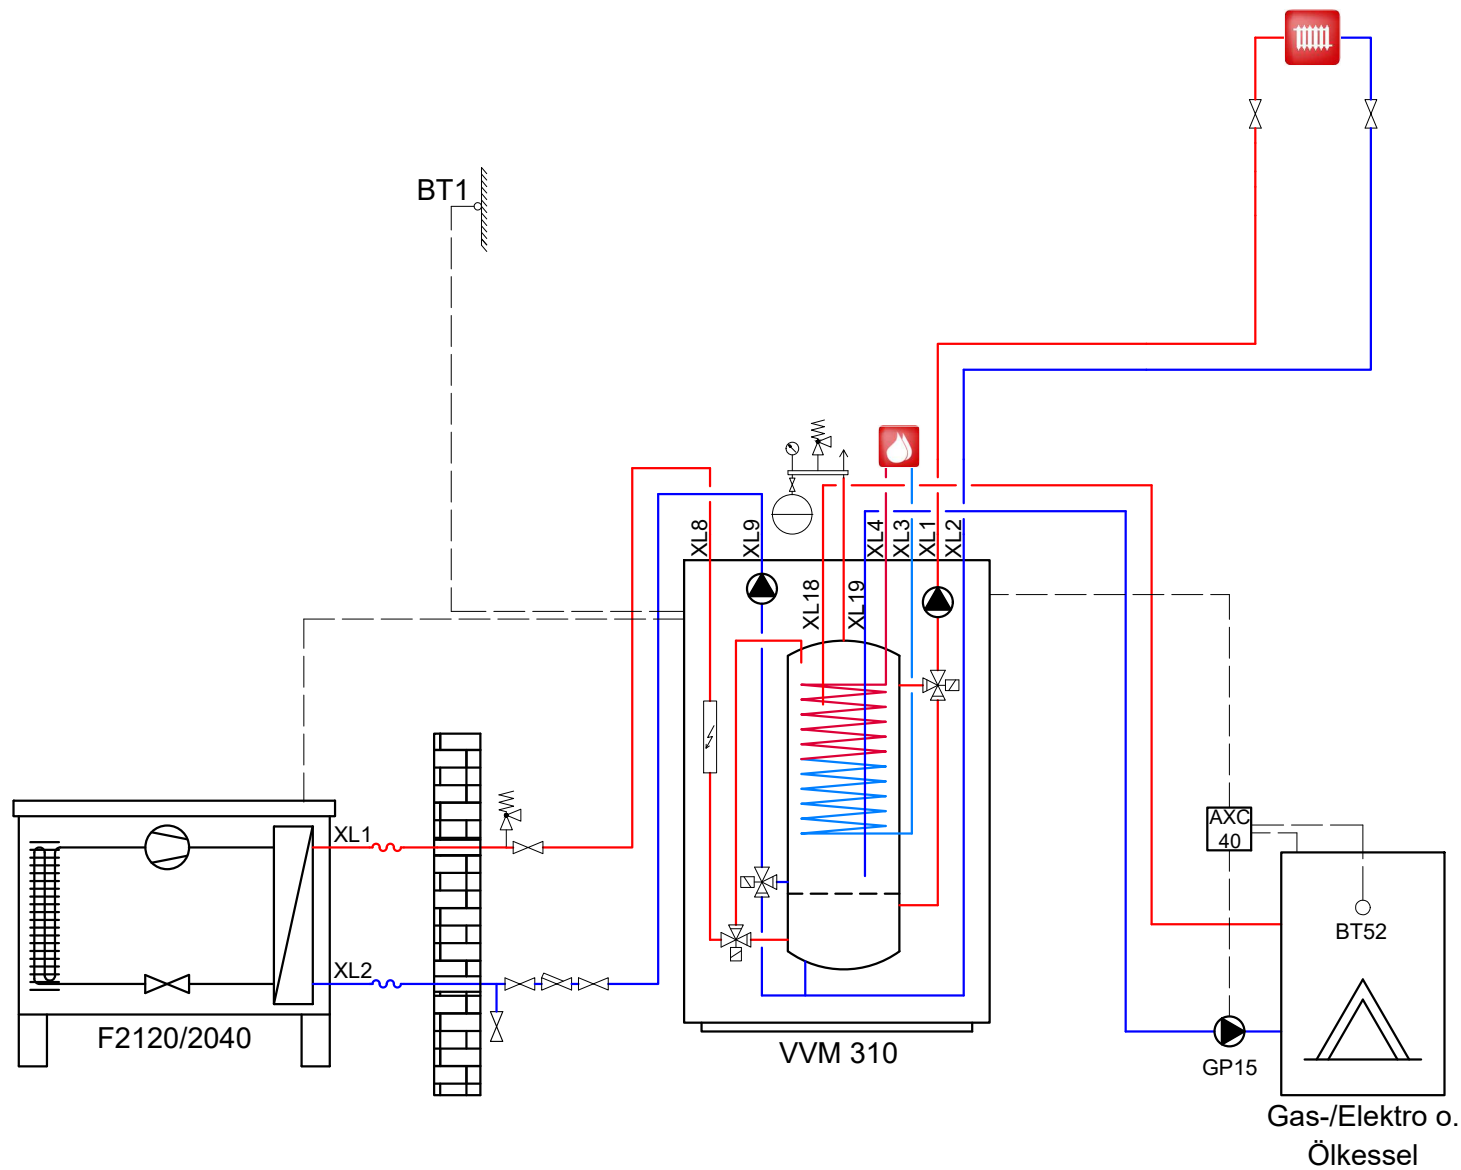 BT1
XL8
XL9
XL4
XL3
XL1
XL2
XL18
XL19
XL1
XL2
AXC
40
BT52
F2120/2040
VVM 310
GP15
Gas-/Elektro o.
Ölkessel